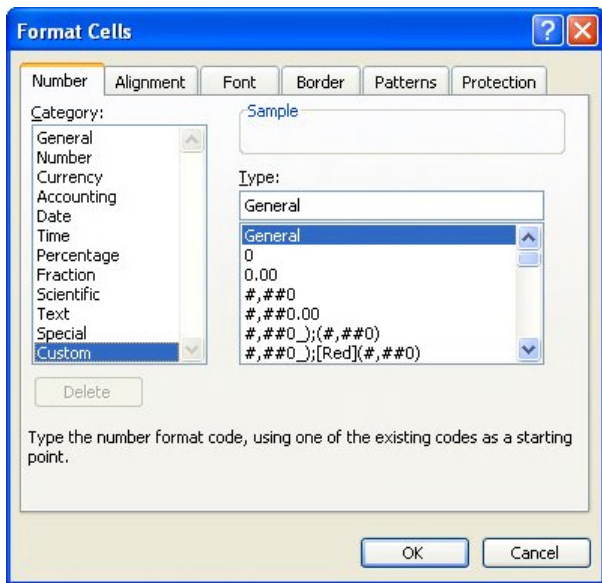 Format Cells
Number Alignment Font Border Patterns Protection
Category:
General
Number
Currency
Accounting
Date
Time
Percentage
Fraction
Scientific
Text
Special
Custom
Sample
Type:
General
General
0
0.00
#,##0
#,##0.00
#,##0_);(#,##0)
#,##0_);[Red](#,##0)
Delete
Type the number format code, using one of the existing codes as a starting
point.
OK Cancel